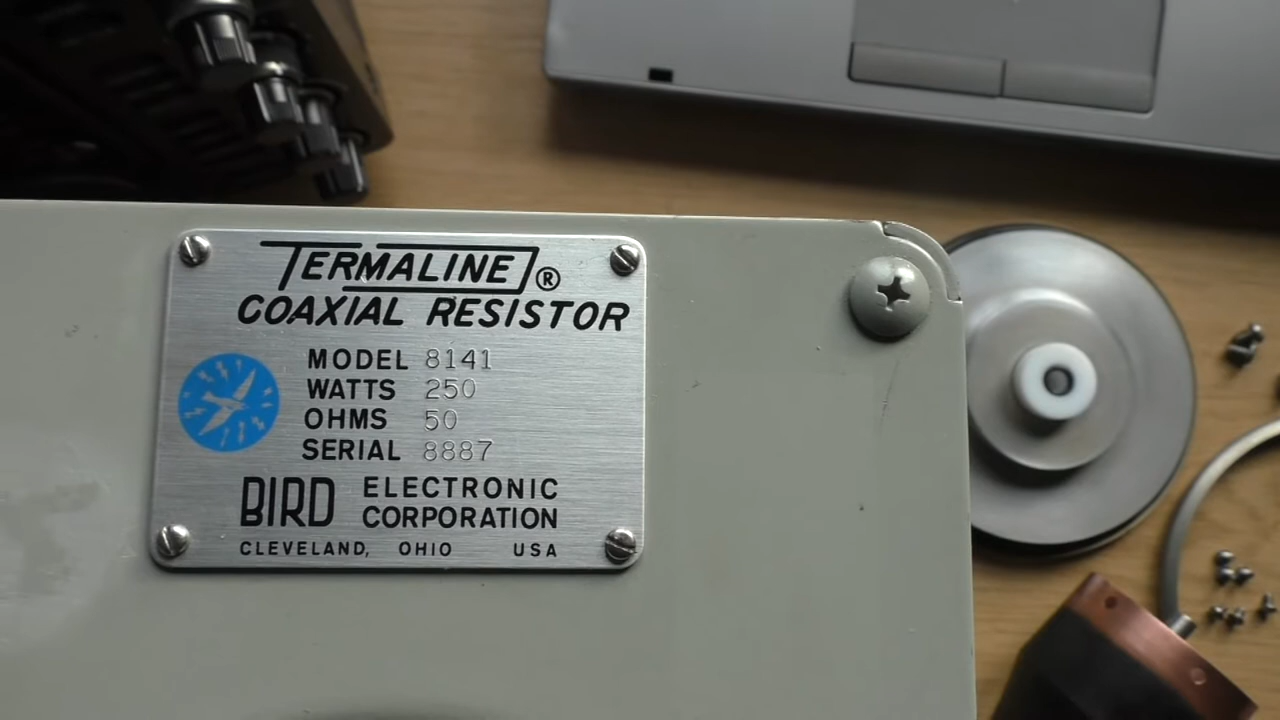 TERMALINE®
COAXIAL RESISTOR
MODEL 8141
WATTS 250
OHMS 50
SERIAL 8887
BIRD ELECTRONIC
CORPORATION
CLEVELAND, OHIO USA